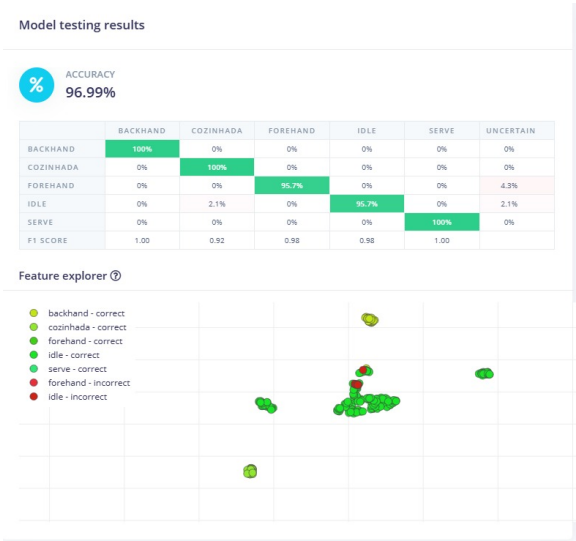 Model testing results
%
ACCURACY
96.99%
BACKHAND COZINHADA FOREHAND IDLE SERVE UNCERTAIN
BACKHAND 100% 0% 0% 0% 0% 0%
COZINHADA 0% 100% 0% 0% 0% 0%
FOREHAND 0% 0% 95.7% 0% 0% 4.3%
IDLE 0% 2.1% 0% 95.7% 0% 2.1%
SERVE 0% 0% 0% 0% 100% 0%
F1 SCORE 1.00 0.92 0.98 0.98 1.00
Feature explorer ?
backhand - correct
cozinhada - correct
forehand - correct
idle - correct
serve - correct
forehand - incorrect
idle - incorrect